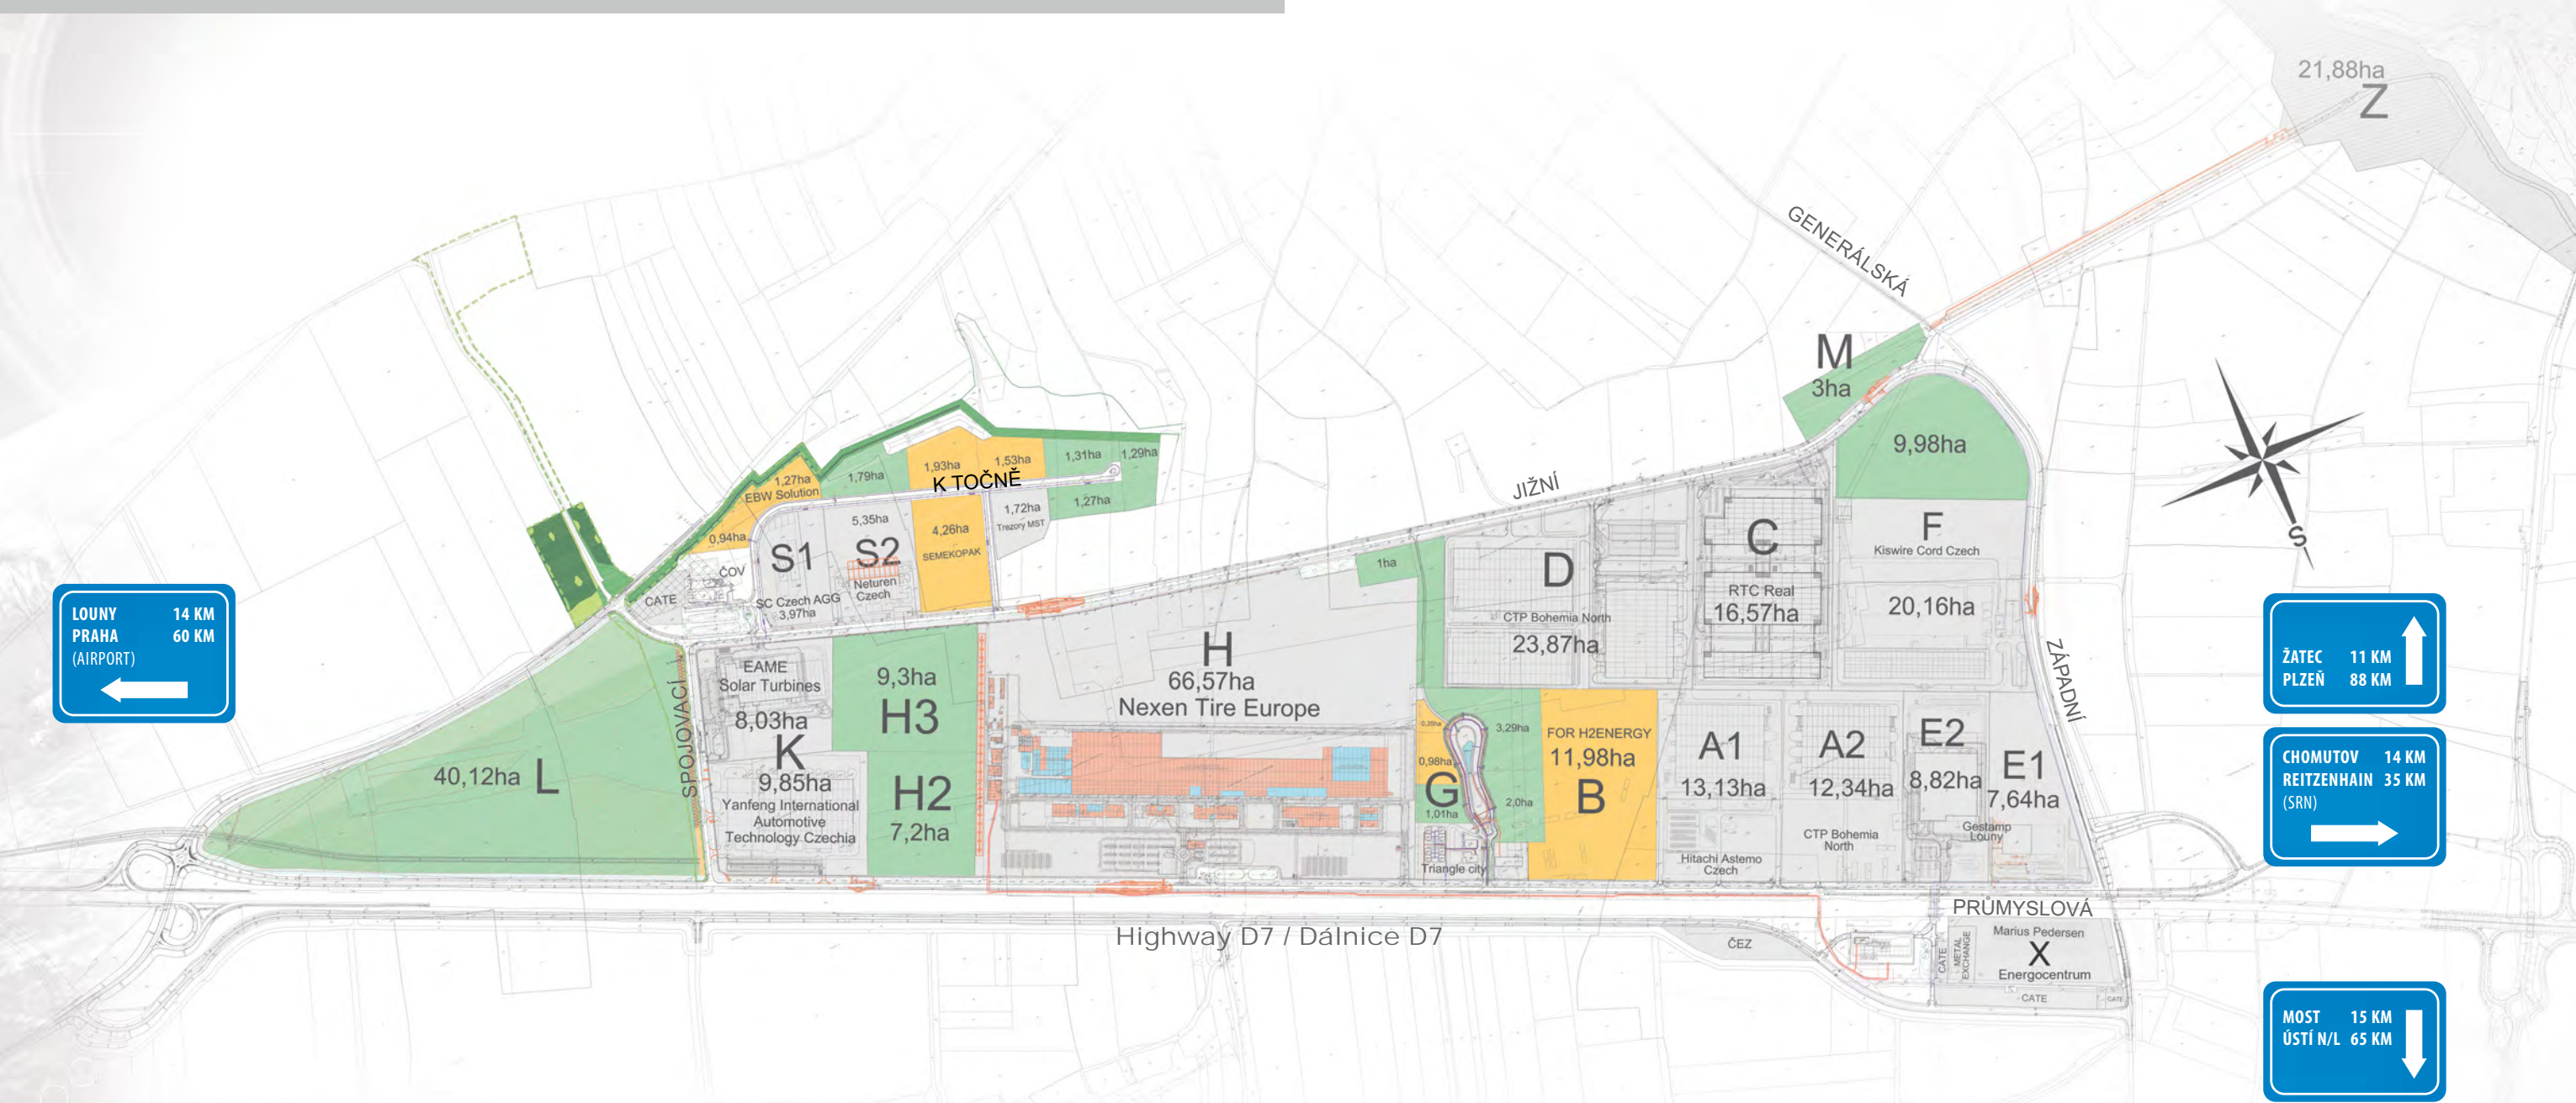 21,88ha
Z
GENERÁLSKÁ
M
3ha
9,98ha
S
JIŽNÍ
K TOČNĚ
1,27ha
EBW Solution
1,79ha
1,93ha
1,53ha
1,31ha
1,29ha
1,27ha
0,94ha
ČOV
CATE
S1
SC Czech AGG
3,97ha
5,35ha
S2
Neturen
Czech
4,26ha
SEMEKOPAK
1,72ha
Trezory MST
1ha
D
CTP Bohemia North
23,87ha
C
RTC Real
16,57ha
F
Kiswire Cord Czech
20,16ha
ZÁPADNÍ
LOUNY 14 KM
PRAHA 60 KM
(AIRPORT)
40,12ha L
SPOJOVACÍ
EAME
Solar Turbines
8,03ha
K
9,85ha
Yanfeng International
Automotive
Technology Czechia
9,3ha
H3
H2
7,2ha
H
66,57ha
Nexen Tire Europe
0,35ha
0,98ha
G
1,01ha
Triangle city
3,29ha
2,0ha
FOR H2ENERGY
11,98ha
B
A1
13,13ha
Hitachi Astemo
Czech
A2
12,34ha
CTP Bohemia
North
E2
8,82ha
E1
7,64ha
Gestamp
Louny
ŽATEC 11 KM
PLZEŇ 88 KM
CHOMUTOV 14 KM
REITZENHAIN 35 KM
(SRN)
PRŮMYSLOVÁ
Highway D7 / Dálnice D7
ČEZ
CATE
METAL
EXCHANGE
Marius Pedersen
X
Energocentrum
CATE
CATE
MOST 15 KM
ÚSTÍ N/L 65 KM